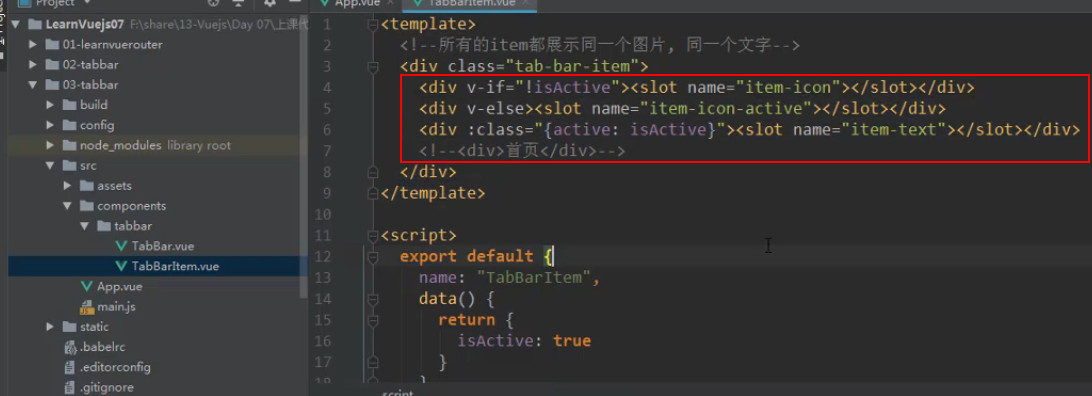 Project
App.vue
TabBarItem.vue
LearnVuejs07 F:\share\13-Vuejs\Day 07\上课代
01-learnvuerouter
02-tabbar
03-tabbar
build
config
node_modules library root
src
assets
components
tabbar
TabBar.vue
TabBarItem.vue
App.vue
main.js
static
.babelrc
.editorconfig
.gitignore
1 <template>
2 <!--所有的item都展示同一个图片, 同一个文字-->
3 <div class="tab-bar-item">
4 <div v-if="!isActive"><slot name="item-icon"></slot></div>
5 <div v-else><slot name="item-icon-active"></slot></div>
6 <div :class="{active: isActive}"><slot name="item-text"></slot></div>
7 <!--<div>首页</div>-->
8 </div>
9 </template>
10
11 <script>
12 export default {
13 name: "TabBarItem",
14 data() {
15 return {
16 isActive: true
17 }
18 }
script